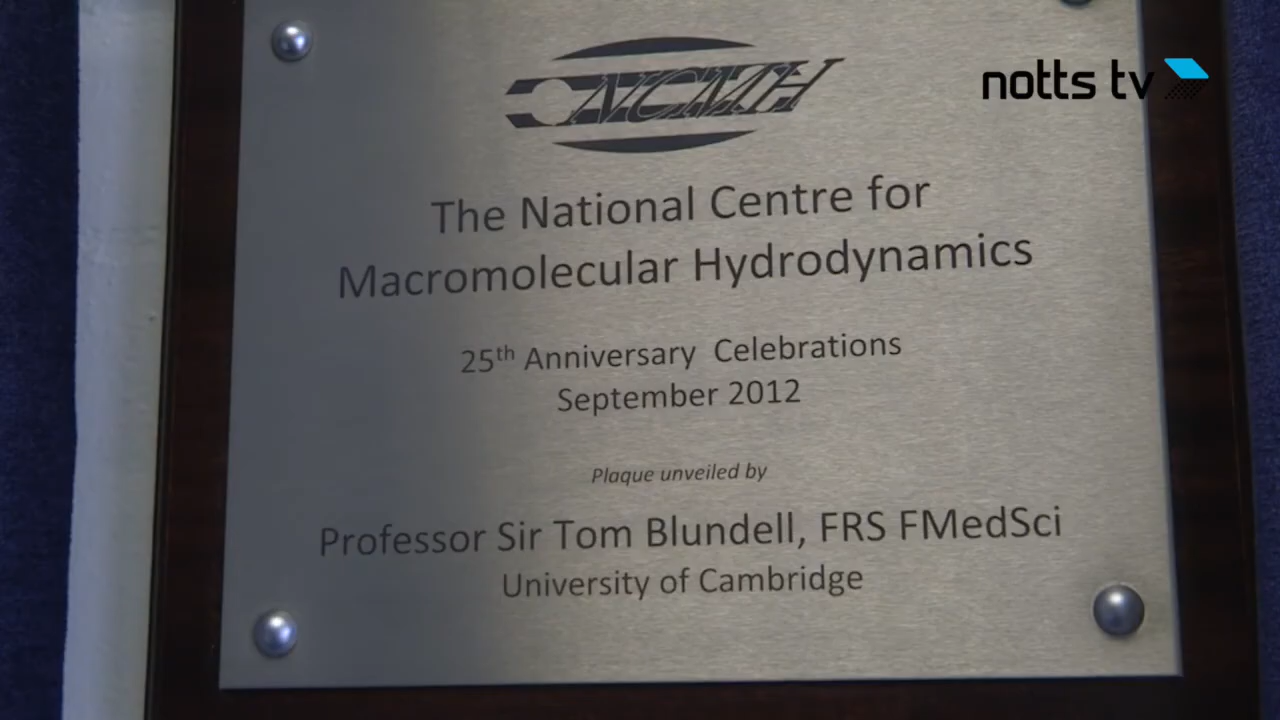 NCMH
notts tv
The National Centre for
Macromolecular Hydrodynamics
25th Anniversary Celebrations
September 2012
Plaque unveiled by
Professor Sir Tom Blundell, FRS FMedSci
University of Cambridge